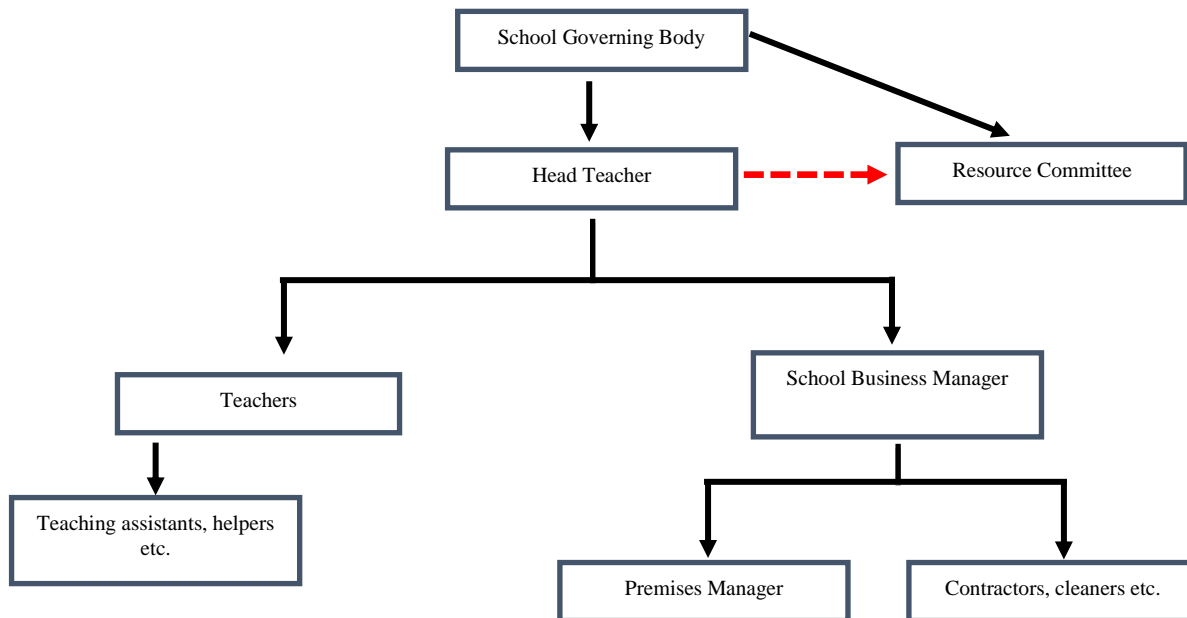 School Governing Body
Head Teacher
Resource Committee
Teachers
School Business Manager
Teaching assistants, helpers
etc.
Premises Manager
Contractors, cleaners etc.